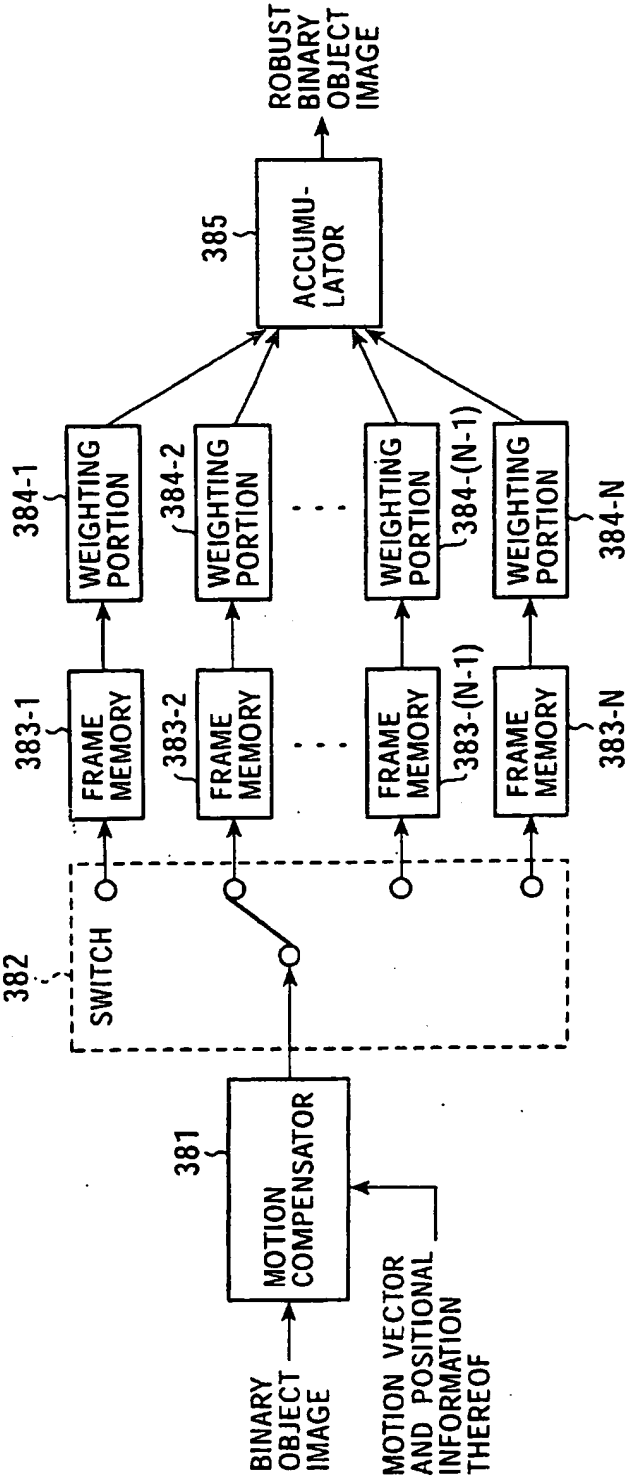 BINARY
OBJECT
IMAGE
MOTION VECTOR
AND POSITIONAL
INFORMATION
THEREOF
381
MOTION
COMPENSATOR
382
SWITCH
383-1
FRAME
MEMORY
383-2
FRAME
MEMORY
. . .
FRAME
MEMORY
383-(N-1)
FRAME
MEMORY
383-N
384-1
WEIGHTING
PORTION
384-2
WEIGHTING
PORTION
. . . .
WEIGHTING
PORTION
384-(N-1)
WEIGHTING
PORTION
384-N
385
ACCUMU-
LATOR
ROBUST
BINARY
OBJECT
IMAGE